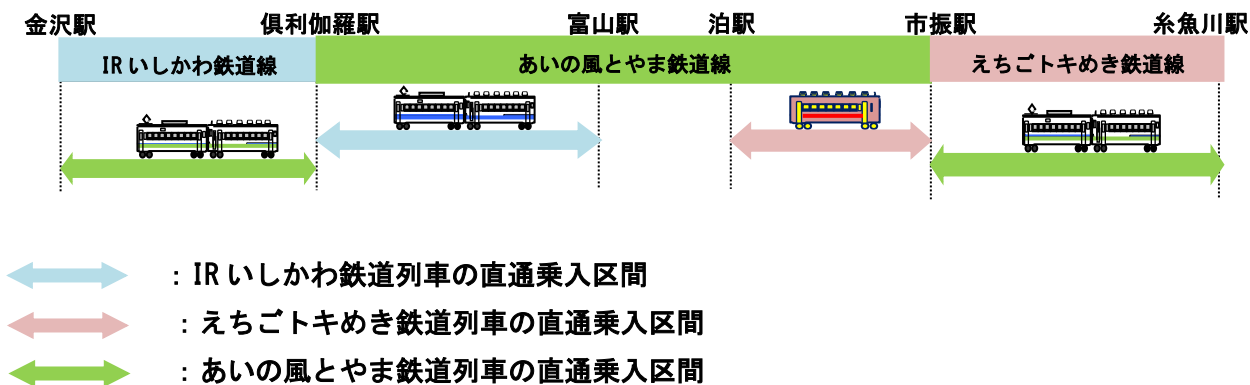 金沢駅 倶利伽羅駅 富山駅 泊駅 市振駅 糸魚川駅
IRいしかわ鉄道線 あいの風とやま鉄道線 えちごトキめき鉄道線
：IRいしかわ鉄道列車の直通乗入区間
：えちごトキめき鉄道列車の直通乗入区間
：あいの風とやま鉄道列車の直通乗入区間